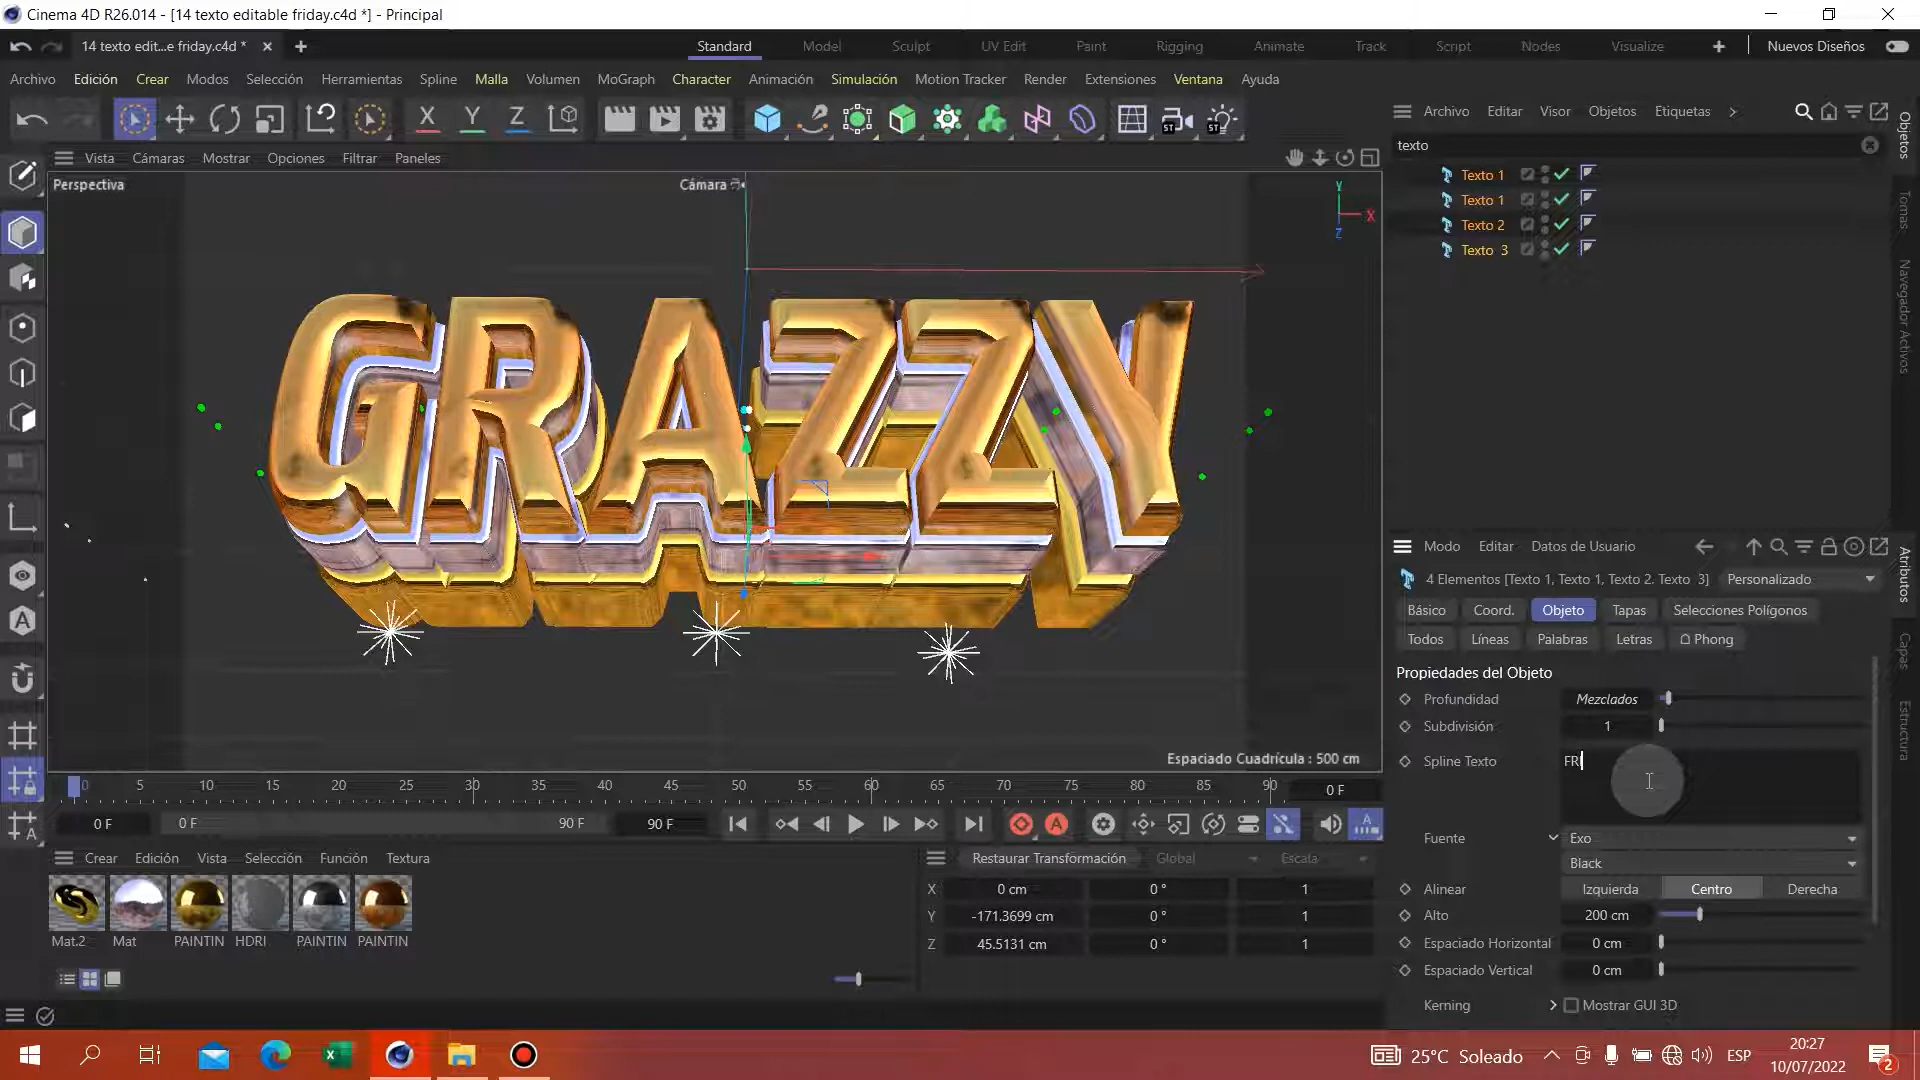 Cinema 4D R26.014 - [14 texto editable friday.c4d *] - Principal
14 texto edit...e friday.c4d *
Standard Model Sculpt UV Edit Paint Rigging Animate Track Script Nodes Visualize Nuevos Diseños
Archivo Edición Crear Modos Selección Herramientas Spline Malla Volumen MoGraph Character Animación Simulación Motion Tracker Render Extensiones Ventana Ayuda
X Y Z ST ST
Archivo Editar Visor Objetos Etiquetas
texto
Vista Cámaras Mostrar Opciones Filtrar Paneles
Perspectiva
Cámara
Y
X
Z
GRAZZY
Espaciado Cuadrícula : 500 cm
Texto 1
Texto 1
Texto 2
Texto 3
Objetos
Tomas
Navegador Activos
Modo Editar Datos de Usuario
4 Elementos [Texto 1, Texto 1, Texto 2. Texto 3] Personalizado
Básico Coord. Objeto Tapas Selecciones Polígonos
Todos Líneas Palabras Letras Phong
Propiedades del Objeto
Profundidad Mezclados
Subdivisión 1
Spline Texto FRI
Fuente Exo
Black
Alinear Izquierda Centro Derecha
Alto 200 cm
Espaciado Horizontal 0 cm
Espaciado Vertical 0 cm
Kerning Mostrar GUI 3D
Atributos
Capas
Estructura
0 5 10 15 20 25 30 35 40 45 50 55 60 65 70 75 80 85 90 0 F
0 F 0 F 90 F 90 F
Crear Edición Vista Selección Función Textura
Mat.2 Mat PAINTIN HDRI PAINTIN PAINTIN
Restaurar Transformación Global Escala
X 0 cm 0 ° 1
Y -171.3699 cm 0 ° 1
Z 45.5131 cm 0 ° 1
25°C Soleado ESP 20:27
10/07/2022
2